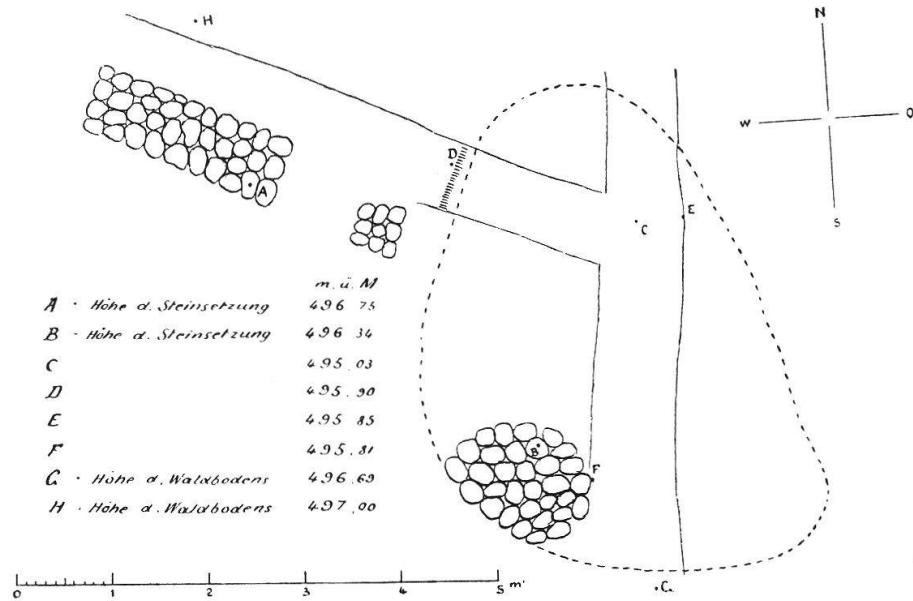 H
N
W
O
S
D
A
C
E
m. ü. M
A · Höhe d. Steinsetzung 496 75
B · Höhe d. Steinsetzung 496 34
C 495.03
D 495.90
E 495.85
F 495.81
G · Höhe d. Waldbodens 496.69
H · Höhe d. Waldbodens 497.00
B
F
0 1 2 3 4 5 m
G